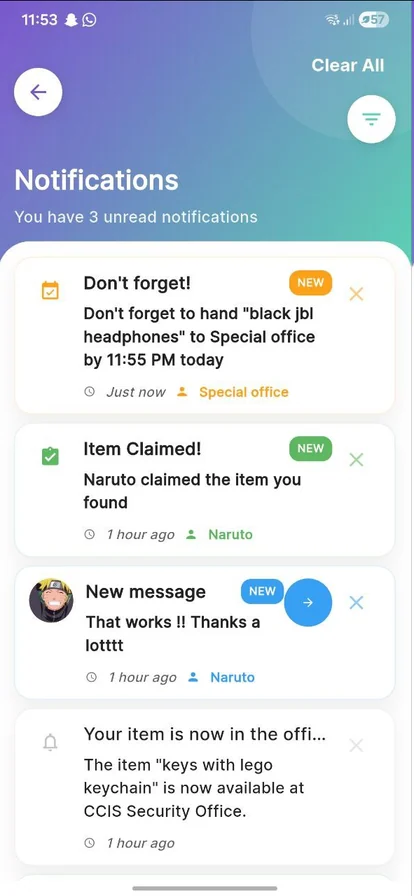 11:53
57
Clear All
Notifications
You have 3 unread notifications
Don't forget!
NEW
Don't forget to hand "black jbl
headphones" to Special office
by 11:55 PM today
Just now Special office
Item Claimed!
NEW
Naruto claimed the item you
found
1 hour ago Naruto
New message
NEW
That works !! Thanks a
lotttt
1 hour ago Naruto
Your item is now in the offi...
The item "keys with lego
keychain" is now available at
CCIS Security Office.
1 hour ago